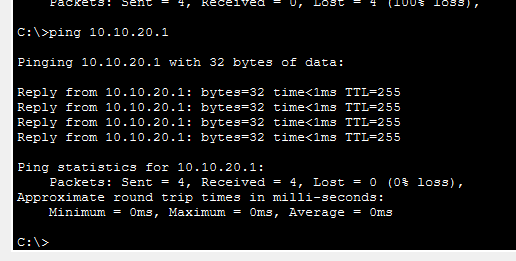 Packets: Sent = 4, Received = 0, Lost = 4 (100% loss),
C:\>ping 10.10.20.1
Pinging 10.10.20.1 with 32 bytes of data:
Reply from 10.10.20.1: bytes=32 time<1ms TTL=255
Reply from 10.10.20.1: bytes=32 time<1ms TTL=255
Reply from 10.10.20.1: bytes=32 time<1ms TTL=255
Reply from 10.10.20.1: bytes=32 time<1ms TTL=255
Ping statistics for 10.10.20.1:
Packets: Sent = 4, Received = 4, Lost = 0 (0% loss),
Approximate round trip times in milli-seconds:
Minimum = 0ms, Maximum = 0ms, Average = 0ms
C:\>